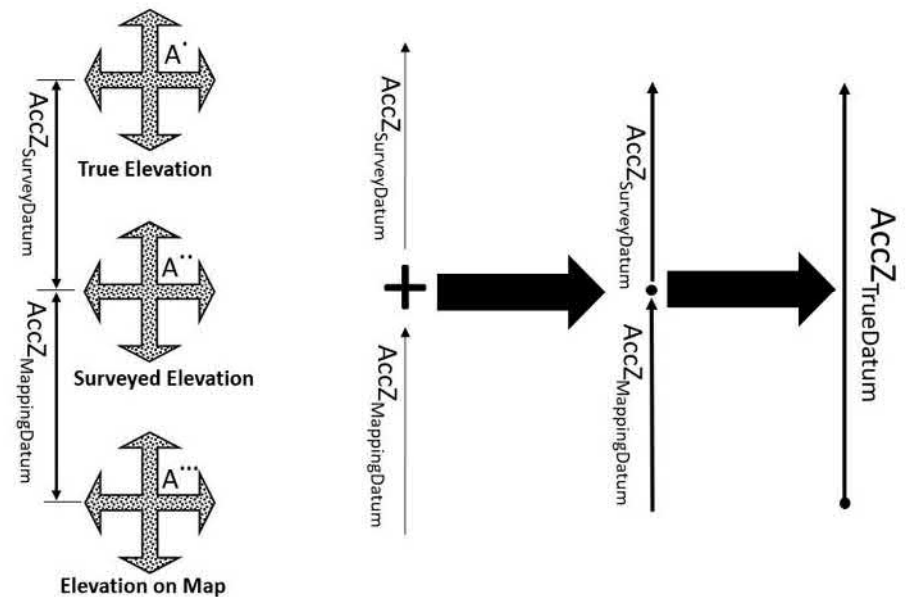 A•
True Elevation
AccZSurveyDatum
A••
Surveyed Elevation
AccZMappingDatum
A•••
Elevation on Map
AccZSurveyDatum
+
AccZMappingDatum
AccZSurveyDatum
AccZMappingDatum
AccZTrueDatum